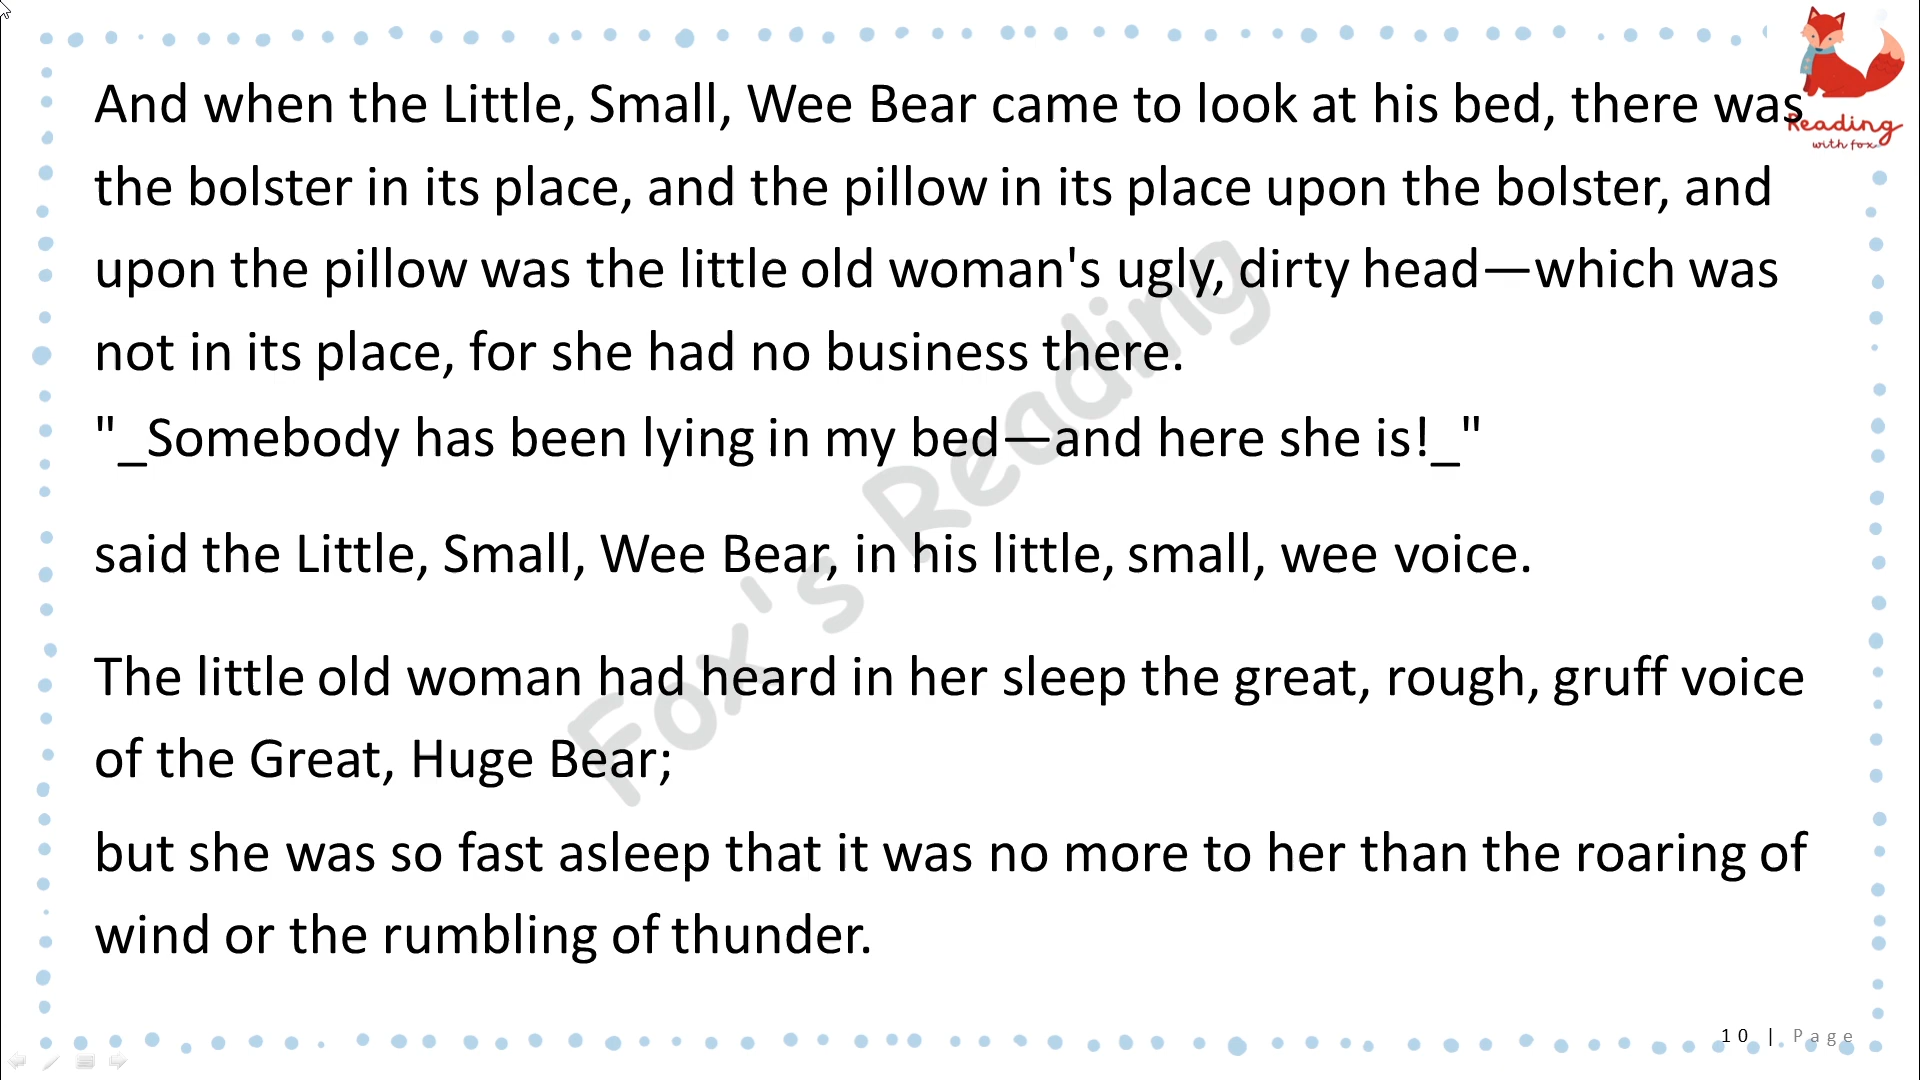 And when the Little, Small, Wee Bear came to look at his bed, there was
the bolster in its place, and the pillow in its place upon the bolster, and
upon the pillow was the little old woman's ugly, dirty head—which was
not in its place, for she had no business there.
"_Somebody has been lying in my bed—and here she is!_"
said the Little, Small, Wee Bear, in his little, small, wee voice.
The little old woman had heard in her sleep the great, rough, gruff voice
of the Great, Huge Bear;
but she was so fast asleep that it was no more to her than the roaring of
wind or the rumbling of thunder.
Reading
with fox
Fox's Reading
10 | Page